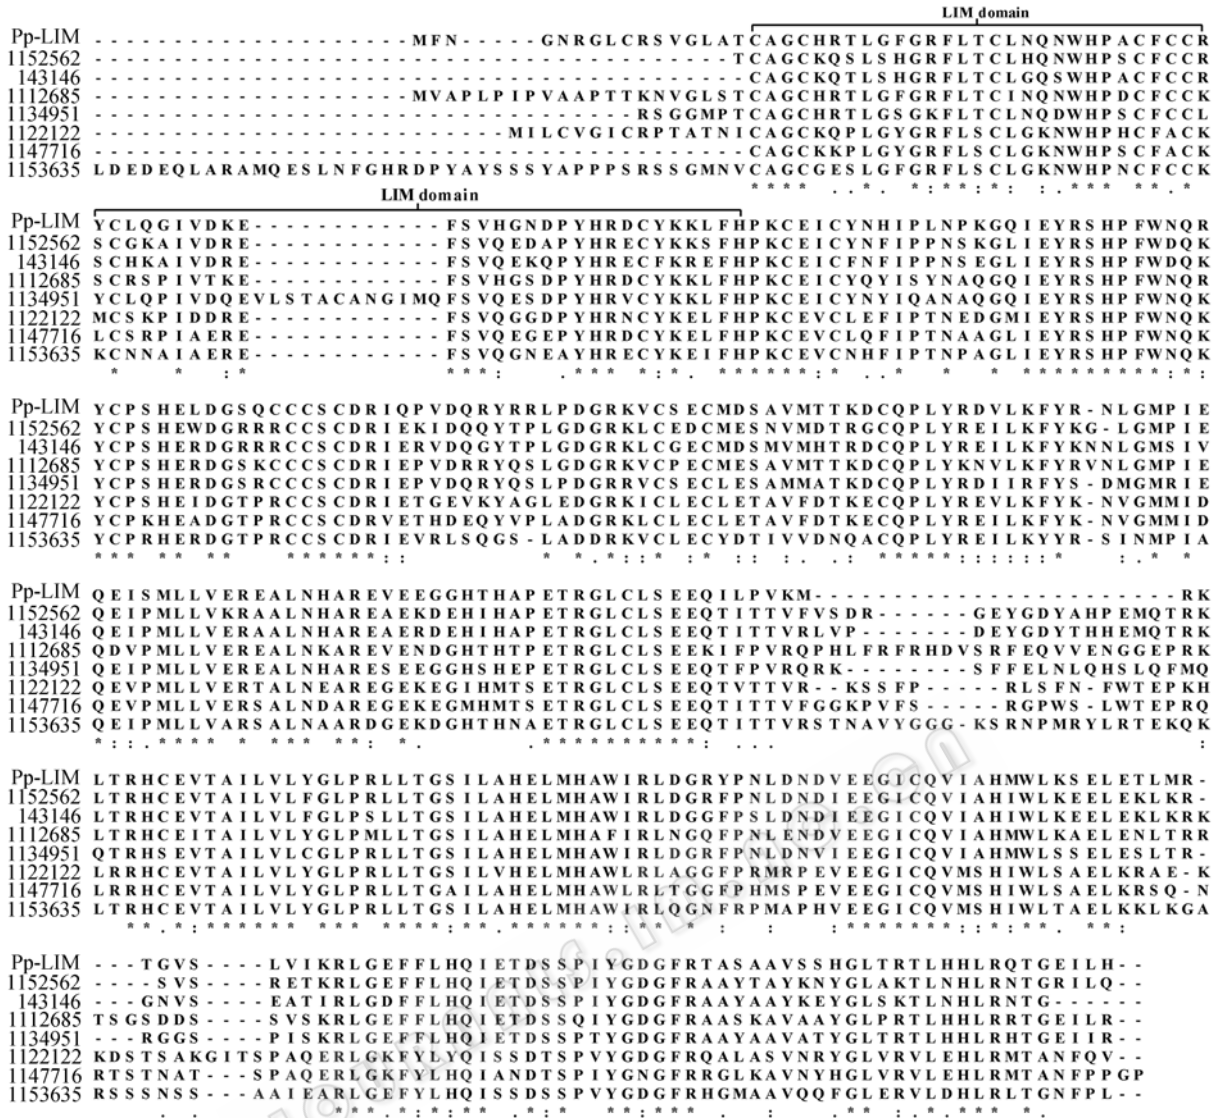 LIM domain
Pp-LIM --------------------MFN-----GNRGLCRSVGLATCAGCHRTLGFGRFLTCLNQNWHPACFCCR
1152562 ----------------------------------------TCAGCKQSLSHGRFLTCLHQNWHPSCFCCR
143146 -----------------------------------------CAGCKQTLSHGRFLTCLGQSWHPACFCCR
1112685 --------------------MVAPLPIPVAAPTTKNVGLSTCAGCHRTLGFGRFLTCINQNWHPDCFCCK
1134951 ----------------------------------RSGGMPTCAGCHRTLGSGKFLTCLNQDWHPSCFCCL
1122122 --------------------------MILCVGICRPTATNICAGCKQPLGYGRFLSCLGKNWHPHCFACK
1147716 -----------------------------------------CAGCKKPLGYGRFLSCLGKNWHPSCFACK
1153635 LDEDEQLARAMQESLNFGHRDPYAYSSSYAPPPSRSSGMNVCAGCGESLGFGRFLSCLGKNWHPNCFCCK
**** . . * : * * : * : : . * * * * * . *
LIM domain
Pp-LIM YCLQGIVDKE------------FSVHGNDPYHRDCYKKLFHPKCEICYNHIPLNPKGQIEYRSHPFWNQR
1152562 SCGKAIVDRE------------FSVQEDAPYHRECYKKSFHPKCEICYNFIPPNSKGLIEYRSHPFWDQK
143146 SCHKAIVDRE------------FSVQEKQPYHRECFKREFHPKCEICFNFIPPNSEGLIEYRSHPFWDQK
1112685 SCRSPIVTKE------------FSVHGSDPYHRDCYKKLFHPKCEICYQYISYNAQGQIEYRSHPFWNQR
1134951 YCLQPIVDQEVLSTACANGIMQFSVQESDPYHRVCYKKLFHPKCEICYNYIQANAQGQIEYRSHPFWNQK
1122122 MCSKPIDDRE------------FSVQGGDPYHRNCYKELFHPKCEVCLEFIPTNEDGMIEYRSHPFWNQK
1147716 LCSRPIAERE------------FSVQEGEPYHRDCYKELFHPKCEVCLQFIPTNAAGLIEYRSHPFWNQK
1153635 KCNNAIAERE------------FSVQGNEAYHRECYKEIFHPKCEVCNHFIPTNPAGLIEYRSHPFWNQK
* * : * * * * : . * * * * : * . * * * * * * : * . . * * * * * * * * * * * * : * :
Pp-LIM YCPSHELDGSQCCCSCDRIQPVDQRYRRLPDGRKVCSECMDSAVMTTKDCQPLYRDVLKFYR-NLGMPIE
1152562 YCPSHEWDGRRRCCSCDRIEKIDQQYTPLGDGRKLCEDCMESNVMDTRGCQPLYREILKFYKG-LGMPIE
143146 YCPSHERDGRRRCCSCDRIERVDQGYTPLGDGRKLCGECMDSMVMHTRDCQPLYREILKFYKNNLGMSIV
1112685 YCPSHERDGSKCCCSCDRIEPVDRRYQSLGDGRKVCPECMESAVMTTKDCQPLYKNVLKFYRVNLGMPIE
1134951 YCPSHERDGSRCCCSCDRIEPVDQRYQSLPDGRRVCSECLESAMMATKDCQPLYRDIIRFYS-DMGMRIE
1122122 YCPSHEIDGTPRCCSCDRIETGEVKYAGLEDGRKICLECLETAVFDTKECQPLYREVLKFYK-NVGMMID
1147716 YCPKHEADGTPRCCSCDRVETHDEQYVPLADGRKLCLECLETAVFDTKECQPLYREILKFYK-NVGMMID
1153635 YCPRHERDGTPRCCSCDRIEVRLSQGS-LADDRKVCLECYDTIVVDNQACQPLYREILKYYR-SINMPIA
* * * * * * * * * * * * * : : * * . * : : * : * : : . . : * * * * * : : : : : * : . * *
Pp-LIM QEISMLLVEREALNHAREVEEGGHTHAPETRGLCLSEEQILPVKM----------------------RK
1152562 QEIPMLLVKRAALNHAREAEKDEHIHAPETRGLCLSEEQTITTVFVSDR------GEYGDYAHPEMQTRK
143146 QEIPMLLVERAALNHAREAERDEHIHAPETRGLCLSEEQTITTVRLVP-------DEYGDYTHHEMQTRK
1112685 QDVPMLLVEREALNKAREVENDGHTHTPETRGLCLSEEKIFPVRQPHLFRFRHDVSRFEQVVENGGEPRK
1134951 QEIPMLLVEREALNHARESEEGGHSHEPETRGLCLSEEQTFPVRQRK--------SFFELNLQHSLQFMQ
1122122 QEVPMLLVERTALNEAREGEKEGIHMTSETRGLCLSEEQTVTTVR--KSSFP-----RLSFN-FWTEPKH
1147716 QEVPMLLVERSALNDAREGEKEGMHMTSETRGLCLSEEQTITTVFGGKPVFS-----RGPWS-LWTEPRQ
1153635 QEIPMLLVARSALNAARDGEKDGHTHNAETRGLCLSEEQTITTVRSTNAVYGGG-KSRNPMRYLRTEKQK
* : : . * * * * * * * * * * : * . . * * * * * * * * * * : . . . :
Pp-LIM LTRHCEVTAILVLYGLPRLLTGSILAHELMHAWIRLDGRYPNLDNDVEEGICQVIAHMWLKSELETLMR-
1152562 LTRHCEVTAILVLFGLPRLLTGSILAHELMHAWIRLDGRFPNLDNDIEEGICQVIAHIWLKEELEKLKR-
143146 LTRHCEVTAILVLFGLPSLLTGSILAHELMHAWIRLDGGFPSLDNDIEEGICQVIAHIWLKEELEKLKRK
1112685 LTRHCEITAILVLYGLPMLLTGSILAHELMHAFIRLNGQFPNLENDVEEGICQVIAHMWLKAELENLTRR
1134951 QTRHSEVTAILVLCGLPRLLTGSILAHELMHAWIRLDGRFPNLDNVIEEGICQVIAHMWLSSELESLTR-
1122122 LRRHCEVTAILVLYGLPRLLTGSILVHELMHAWLRLAGGFPRMRPEVEEGICQVMSHIWLSAELKRAE-K
1147716 LRRHCEVTAILVLYGLPRLLTGAILAHELMHAWLRLTGGFPHMSPEVEEGICQVMSHIWLSAELKRSQ-N
1153635 LTRHCEVTAILVLYGLPRLLTGSILAHELMHAWIRLQGNFRPMAPHVEEGICQVMSHIWLTAELKKLKGA
* * . * : * * * * * * * * * * * * * : * * . * * * * * * : : * * * : : : * * * * * * * : : * : * * . * * :
Pp-LIM ---TGVS----LVIKRLGEFFLHQIETDSSPIYGDGFRTASAAVSSHGLTRTLHHLRQTGEILH--
1152562 ----SVS----RETKRLGEFFLHQIETDSSPIYGDGFRAAYTAYKNYGLAKTLNHLRNTGRILQ--
143146 ---GNVS----EATIRLGDFFLHQIETDSSPIYGDGFRAAYAAYKEYGLSKTLNHLRNTG------
1112685 TSGSDDS----SVSKRLGEFFLHQIETDSSQIYGDGFRAASKAVAAYGLPRTLHHLRRTGEILR--
1134951 ---RGGS----PISKRLGEFFLHQIETDSSPTYGDGFRAAYAAVATYGLTRTLHHLRHTGEIIR--
1122122 KDSTSAKGITSPAQERLGKFYLYQISSDTSPVYGDGFRQALASVNRYGLVRVLEHLRMTANFQV--
1147716 RTSTNAT---SPAQERLGKFYLHQIANDTSPIYGNGFRRGLKAVNYHGLVRVLEHLRMTANFPPGP
1153635 RSSSNSS---AAIEARLGEFYLHQISSDSSPVYGDGFRHGMAAVQQFGLERVLDHLRLTGNFPL--